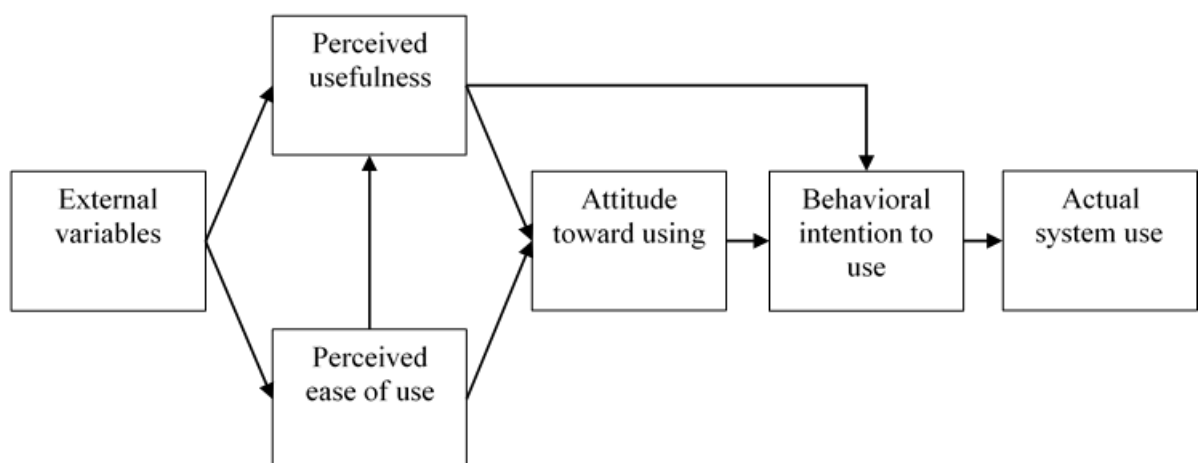 Perceived
usefulness
External
variables
Perceived
ease of use
Attitude
toward using
Behavioral
intention to
use
Actual
system use